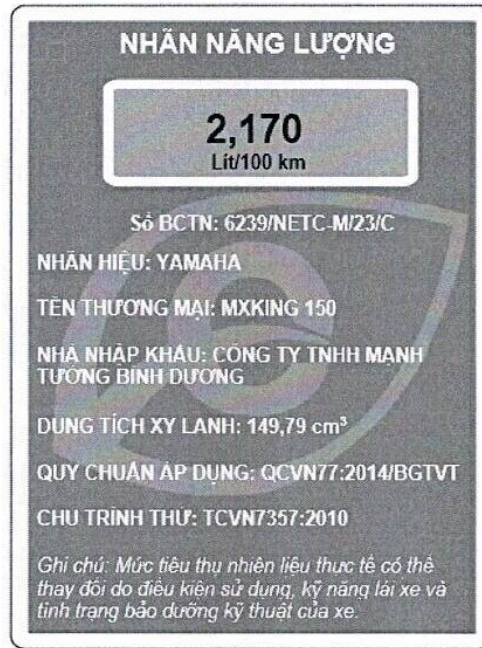 NHÃN NĂNG LƯỢNG
2,170
Lít/100 km
Số BCTN: 6239/NETC-M/23/C
NHÃN HIỆU: YAMAHA
TÊN THƯƠNG MẠI: MXKING 150
NHÀ NHẬP KHẨU: CÔNG TY TNHH MẠNH
TƯỜNG BÌNH DƯƠNG
DUNG TÍCH XY LANH: 149,79 cm³
QUY CHUẨN ÁP DỤNG: QCVN77:2014/BGTVT
CHU TRÌNH THỬ: TCVN7357:2010
Ghi chú: Mức tiêu thụ nhiên liệu thực tế có thể
thay đổi do điều kiện sử dụng, kỹ năng lái xe và
tình trạng bảo dưỡng kỹ thuật của xe.